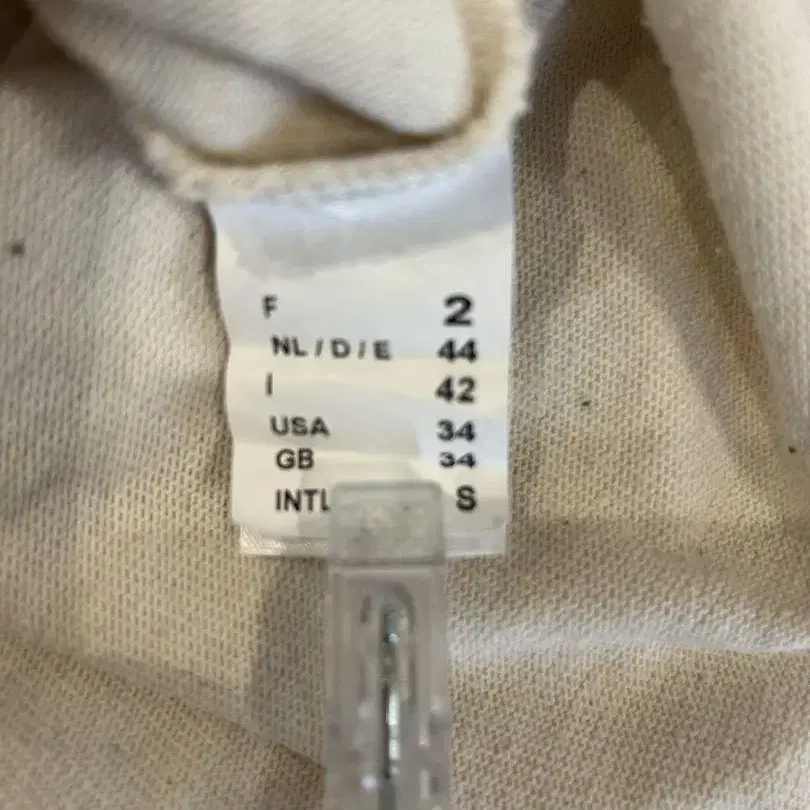 F 2
NL / D / E 44
I 42
USA 34
GB 34
INTL S